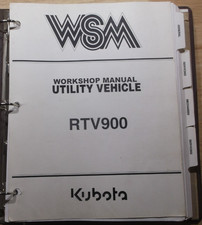 WSM
WORKSHOP MANUAL
UTILITY VEHICLE
RTV900
Kubota